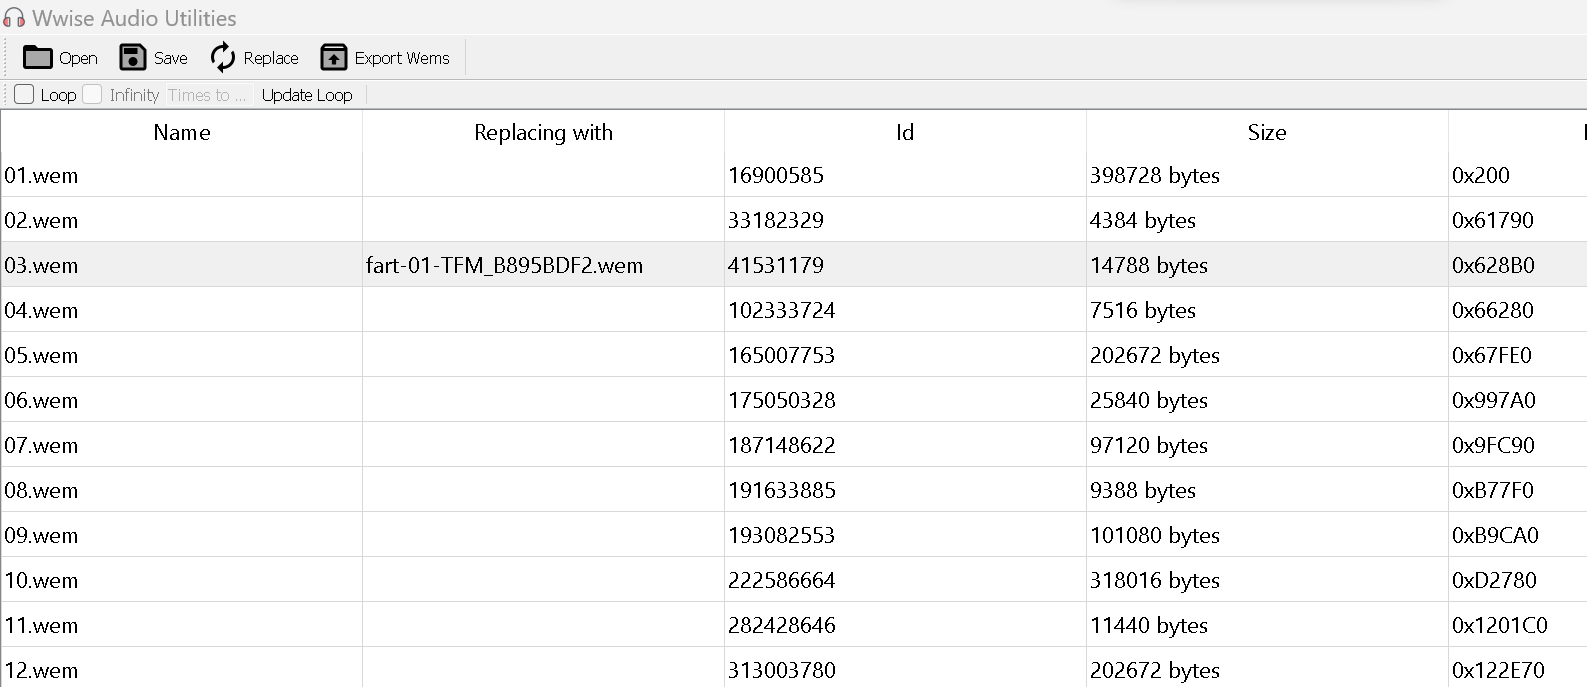 Wwise Audio Utilities
Open Save Replace Export Wems
Loop Infinity Times to ... Update Loop
Name Replacing with Id Size
01.wem 16900585 398728 bytes 0x200
02.wem 33182329 4384 bytes 0x61790
03.wem fart-01-TFM_B895BDF2.wem 41531179 14788 bytes 0x628B0
04.wem 102333724 7516 bytes 0x66280
05.wem 165007753 202672 bytes 0x67FE0
06.wem 175050328 25840 bytes 0x997A0
07.wem 187148622 97120 bytes 0x9FC90
08.wem 191633885 9388 bytes 0xB77F0
09.wem 193082553 101080 bytes 0xB9CA0
10.wem 222586664 318016 bytes 0xD2780
11.wem 282428646 11440 bytes 0x1201C0
12.wem 313003780 202672 bytes 0x122E70